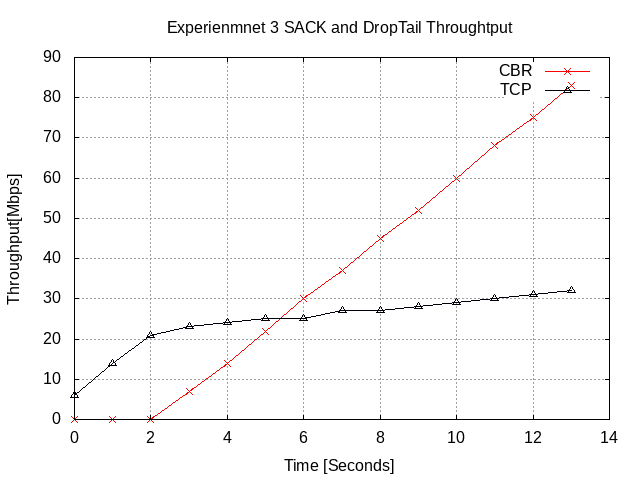 Experienmnet 3 SACK and DropTail Throughtput
90
80
70
60
50
40
30
20
10
0
Throughput[Mbps]
CBR
TCP
0 2 4 6 8 10 12 14
Time [Seconds]